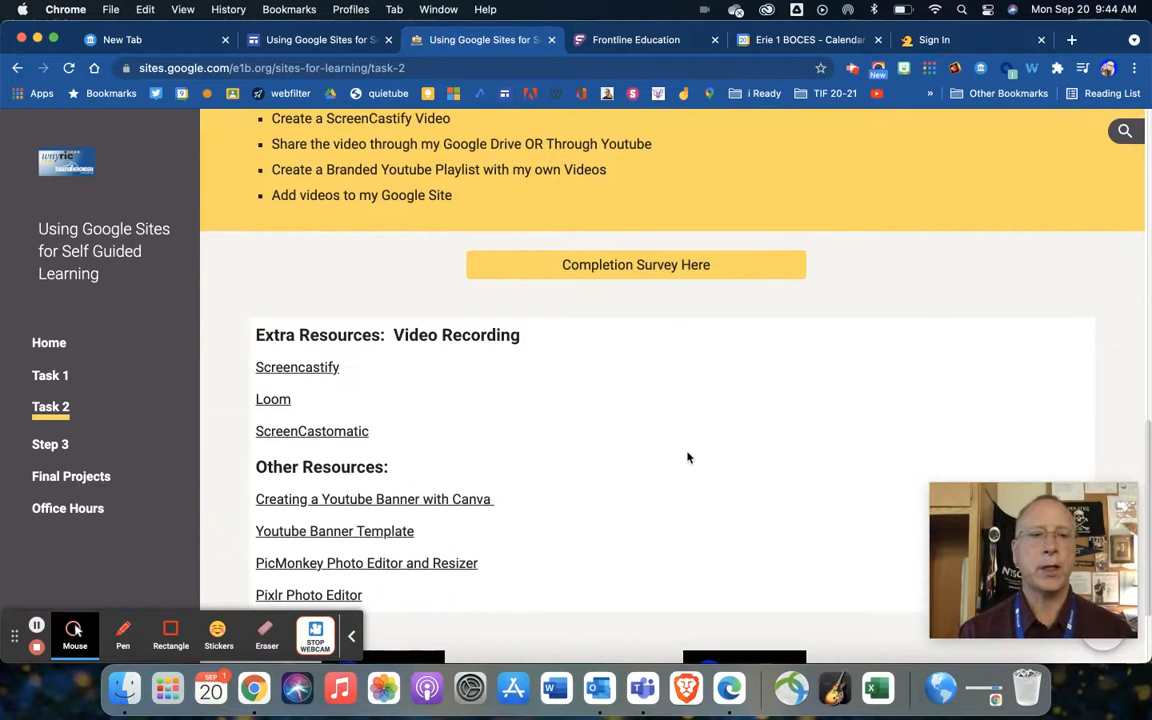 Chrome File Edit View History Bookmarks Profiles Tab Window Help Mon Sep 20 9:44 AM
New Tab Using Google Sites for S Using Google Sites for S Frontline Education Erie 1 BOCES - Calenda Sign In
sites.google.com/e1b.org/sites-for-learning/task-2
New
Apps Bookmarks webfilter quietube i Ready TIF 20-21 » Other Bookmarks Reading List
Create a ScreenCastify Video
Share the video through my Google Drive OR Through Youtube
Create a Branded Youtube Playlist with my own Videos
Add videos to my Google Site
Using Google Sites
for Self Guided
Learning
Home
Task 1
Task 2
Step 3
Final Projects
Office Hours
Completion Survey Here
Extra Resources: Video Recording
Screencastify
Loom
ScreenCastomatic
Other Resources:
Creating a Youtube Banner with Canva
Youtube Banner Template
PicMonkey Photo Editor and Resizer
Pixlr Photo Editor
Mouse Pen Rectangle Stickers Eraser STOP
WEBCAM
SEP
20